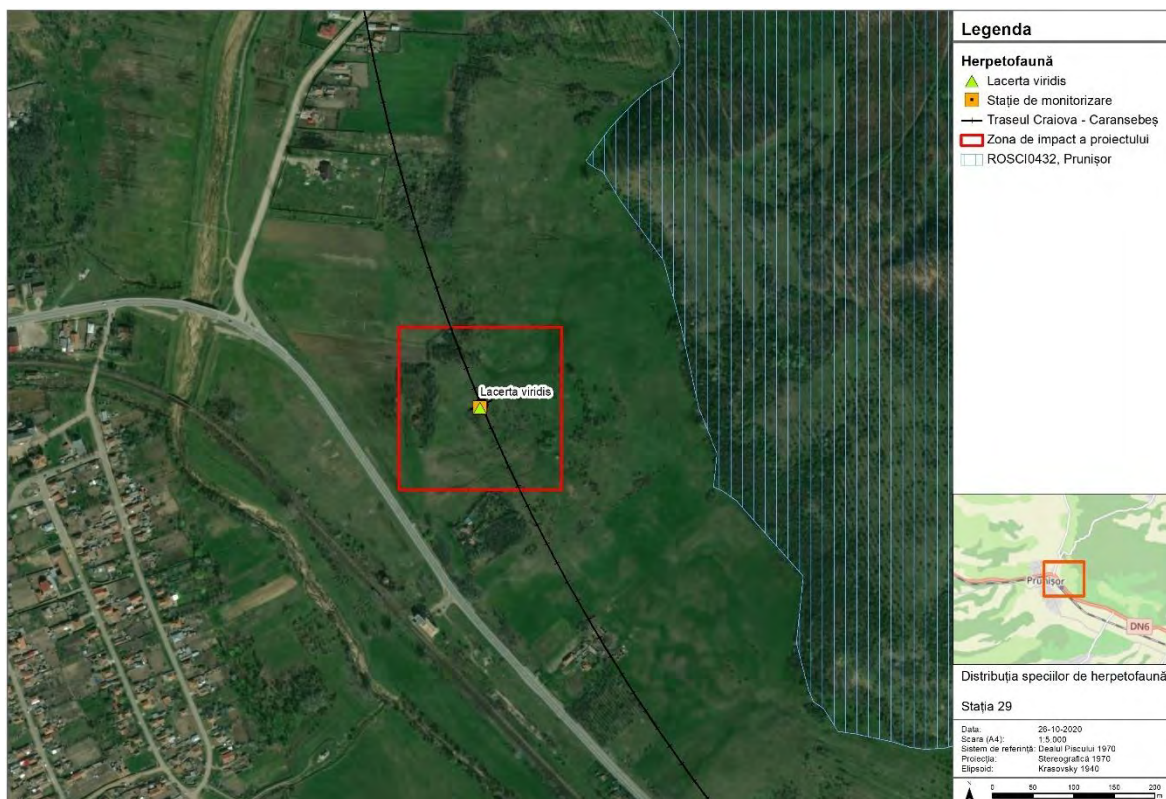 Lacerta viridis
Legenda
Herpetofaună
Lacerta viridis
Stație de monitorizare
Traseul Craiova - Caransebeș
Zona de impact a proiectului
ROSCI0432, Prunișor
Prunișor
DN6
Distribuția speciilor de herpetofaună
Stația 29
Data: 26-10-2020
Scara (A4): 1:5.000
Sistem de referință: Dealul Piscului 1970
Proiecția: Stereografică 1970
Elipsoid: Krasovsky 1940
N 0 50 100 150 200
m